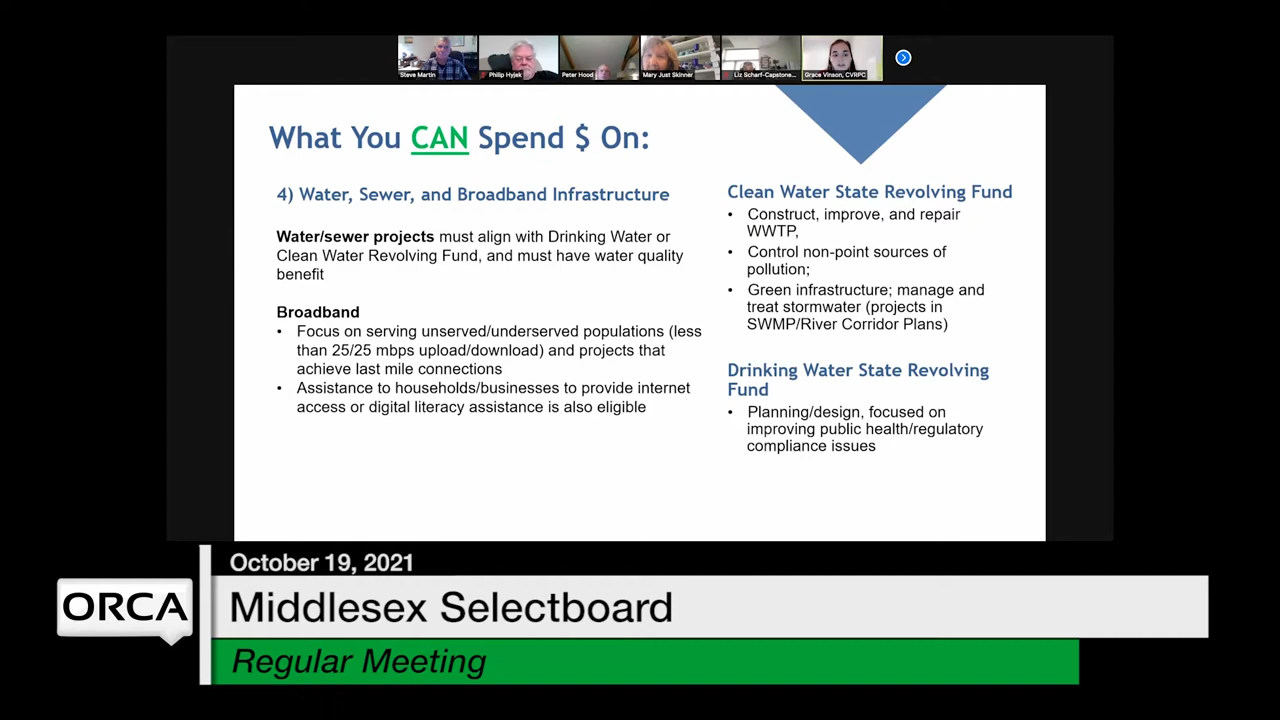 Steve Martin
Philip Hyjek
Peter Hood
Mary Just Skinner
Liz Scharf-Capstone...
Grace Vinson, CVRPC
What You CAN Spend $ On:
4) Water, Sewer, and Broadband Infrastructure
Water/sewer projects must align with Drinking Water or
Clean Water Revolving Fund, and must have water quality
benefit
Broadband
• Focus on serving unserved/underserved populations (less
than 25/25 mbps upload/download) and projects that
achieve last mile connections
• Assistance to households/businesses to provide internet
access or digital literacy assistance is also eligible
Clean Water State Revolving Fund
• Construct, improve, and repair
WWTP,
• Control non-point sources of
pollution;
• Green infrastructure; manage and
treat stormwater (projects in
SWMP/River Corridor Plans)
Drinking Water State Revolving
Fund
• Planning/design, focused on
improving public health/regulatory
compliance issues
October 19, 2021
ORCA
Middlesex Selectboard
Regular Meeting